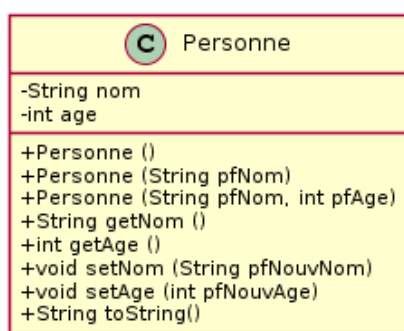 C Personne
-String nom
-int age
+Personne ()
+Personne (String pfNom)
+Personne (String pfNom, int pfAge)
+String getNom ()
+int getAge ()
+void setNom (String pfNouvNom)
+void setAge (int pfNouvAge)
+String toString()